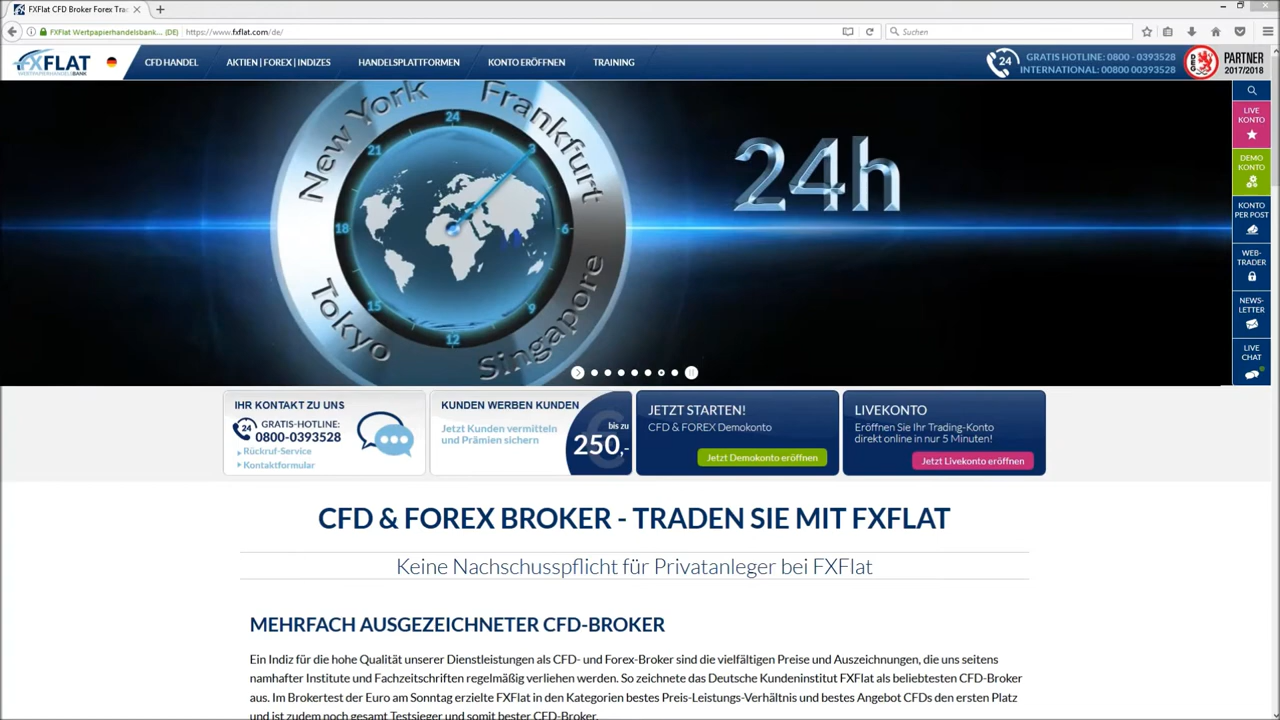 FXFlat CFD Broker Forex Tra
FXFlat Wertpapierhandelsbank... (DE)
https://www.fxflat.com/de/
Suchen
FXFLAT
WERTPAPIERHANDELSBANK
CFD HANDEL
AKTIEN | FOREX | INDIZES
HANDELSPLATTFORMEN
KONTO ERÖFFNEN
TRAINING
24
GRATIS HOTLINE: 0800 - 0393528
INTERNATIONAL: 00800 00393528
PARTNER
2017/2018
New York
Frankfurt
Tokyo
Singapore
24
3
6
9
12
15
18
21
24h
LIVE
KONTO
DEMO
KONTO
KONTO
PER POST
WEB-
TRADER
NEWS-
LETTER
LIVE
CHAT
IHR KONTAKT ZU UNS
24
GRATIS-HOTLINE:
0800-0393528
Rückruf-Service
Kontaktformular
KUNDEN WERBEN KUNDEN
Jetzt Kunden vermitteln
und Prämien sichern
bis zu
250,-
€
JETZT STARTEN!
CFD & FOREX Demokonto
Jetzt Demokonto eröffnen
LIVEKONTO
Eröffnen Sie Ihr Trading-Konto
direkt online in nur 5 Minuten!
Jetzt Livekonto eröffnen
CFD & FOREX BROKER - TRADEN SIE MIT FXFLAT
Keine Nachschusspflicht für Privatanleger bei FXFlat
MEHRFACH AUSGEZEICHNETER CFD-BROKER
Ein Indiz für die hohe Qualität unserer Dienstleistungen als CFD- und Forex-Broker sind die vielfältigen Preise und Auszeichnungen, die uns seitens
namhafter Institute und Fachzeitschriften regelmäßig verliehen werden. So zeichnete das Deutsche Kundeninstitut FXFlat als beliebtesten CFD-Broker
aus. Im Brokertest der Euro am Sonntag erzielte FXFlat in den Kategorien bestes Preis-Leistungs-Verhältnis und bestes Angebot CFDs den ersten Platz
und ist zudem noch gesamt Testsieger und somit bester CFD-Broker.